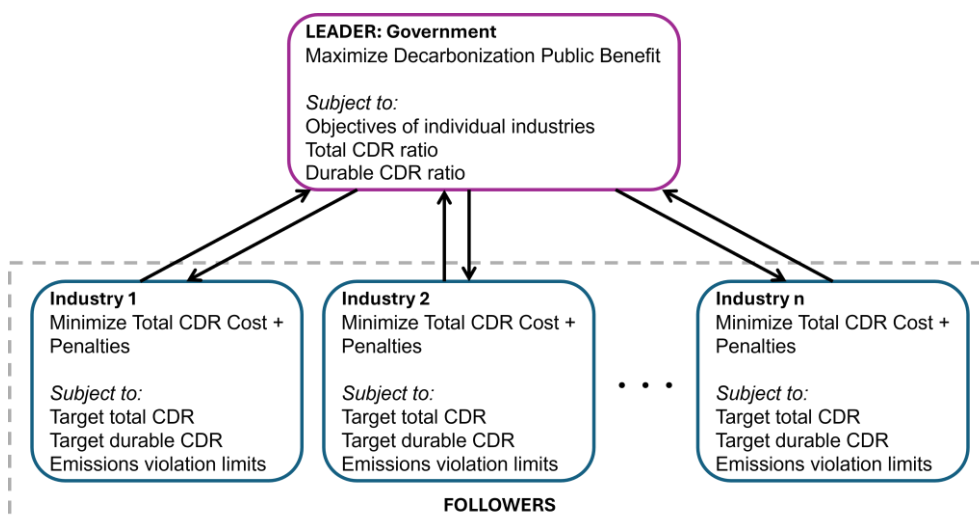 LEADER: Government
Maximize Decarbonization Public Benefit
Subject to:
Objectives of individual industries
Total CDR ratio
Durable CDR ratio
Industry 1
Minimize Total CDR Cost +
Penalties
Subject to:
Target total CDR
Target durable CDR
Emissions violation limits
Industry 2
Minimize Total CDR Cost +
Penalties
Subject to:
Target total CDR
Target durable CDR
Emissions violation limits
. . .
Industry n
Minimize Total CDR Cost +
Penalties
Subject to:
Target total CDR
Target durable CDR
Emissions violation limits
FOLLOWERS